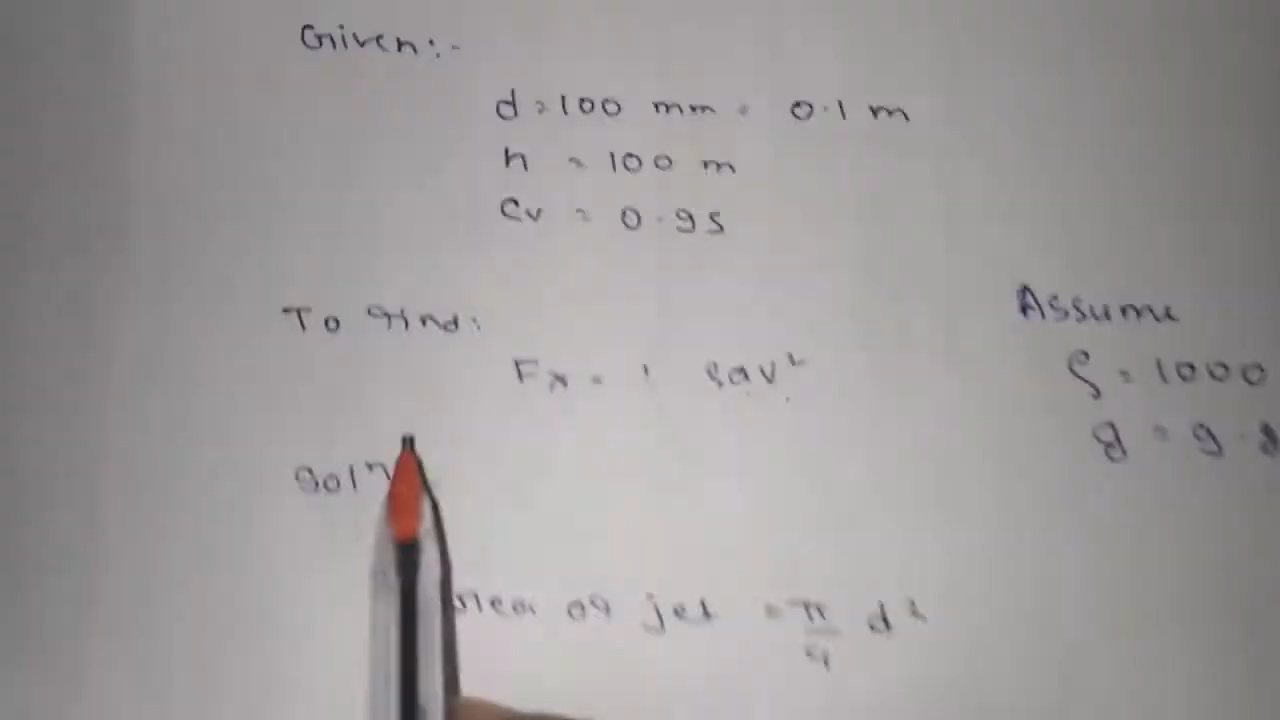 Given:-
d = 100 mm = 0.1 m
h = 100 m
Cv = 0.95
To find:
Assume
Fx = ? ρav²
ρ = 1000
g = 9.8
Soln
Area of jet = π/4 d²